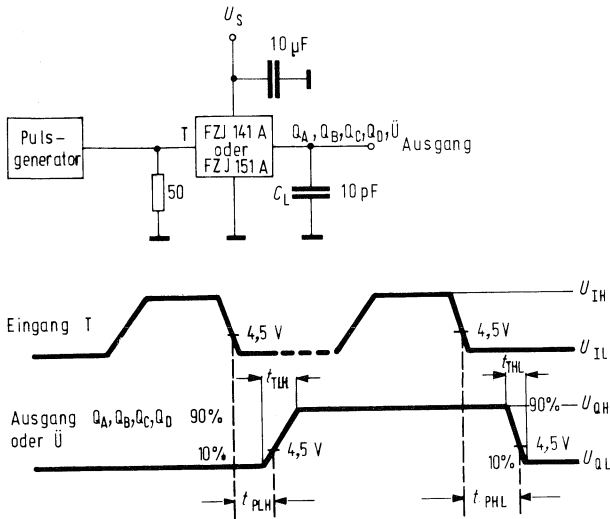 U_S
10 µF
Puls-
generator
T
FZJ 141 A
oder
FZJ 151 A
Q_A, Q_B, Q_C, Q_D, Ü
Ausgang
50
C_L
10 pF
U_IH
Eingang T
4,5 V
4,5 V
U_IL
t_TLH
t_THL
Ausgang Q_A, Q_B, Q_C, Q_D
oder Ü
90%
90%
U_QH
10%
4,5 V
10%
4,5 V
U_QL
t_PLH
t_PHL